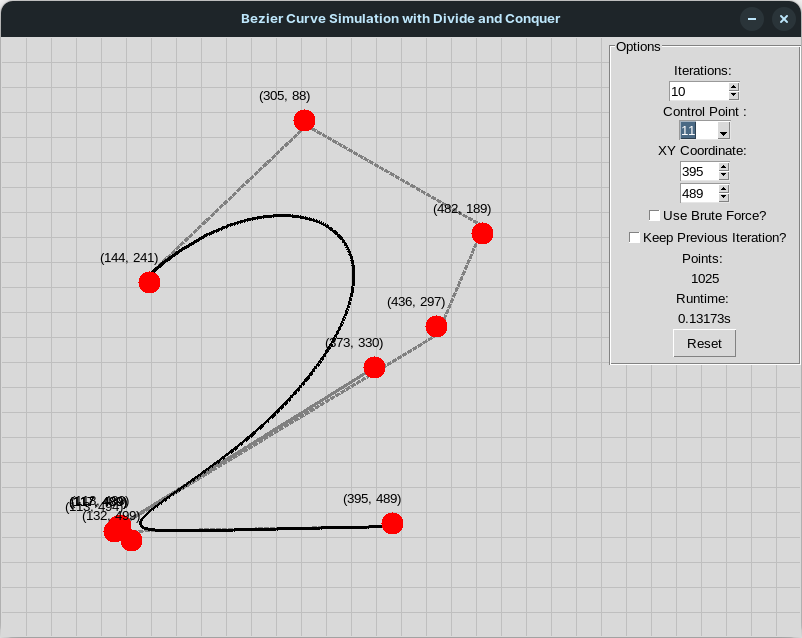 Bezier Curve Simulation with Divide and Conquer
Options
Iterations:
10
Control Point :
11
XY Coordinate:
395
489
Use Brute Force?
Keep Previous Iteration?
Points:
1025
Runtime:
0.13173s
Reset
(305, 88)
(482, 189)
(144, 241)
(436, 297)
(373, 330)
(395, 489)
(132, 499)